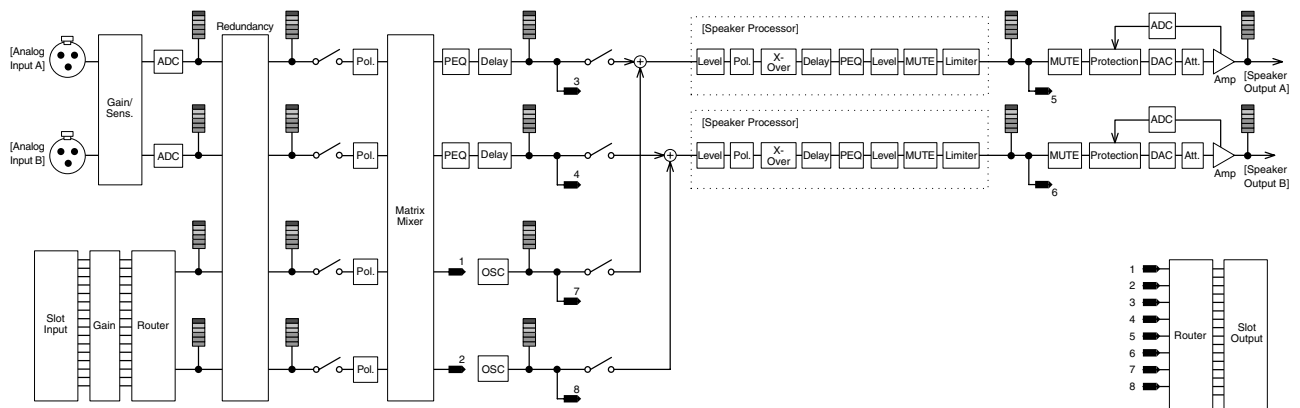 Redundancy
[Analog
Input A]
Gain/
Sens.
ADC
Pol.
PEQ
Delay
3
[Speaker Processor]
Level
Pol.
X-
Over
Delay
PEQ
Level
MUTE
Limiter
5
MUTE
Protection
ADC
DAC
Att.
Amp
[Speaker
Output A]
[Analog
Input B]
ADC
Pol.
Matrix
Mixer
PEQ
Delay
4
[Speaker Processor]
Level
Pol.
X-
Over
Delay
PEQ
Level
MUTE
Limiter
6
MUTE
Protection
ADC
DAC
Att.
Amp
[Speaker
Output B]
Slot
Input
Gain
Router
Pol.
1
OSC
7
Pol.
2
OSC
8
1
2
3
4
5
6
7
8
Router
Slot
Output